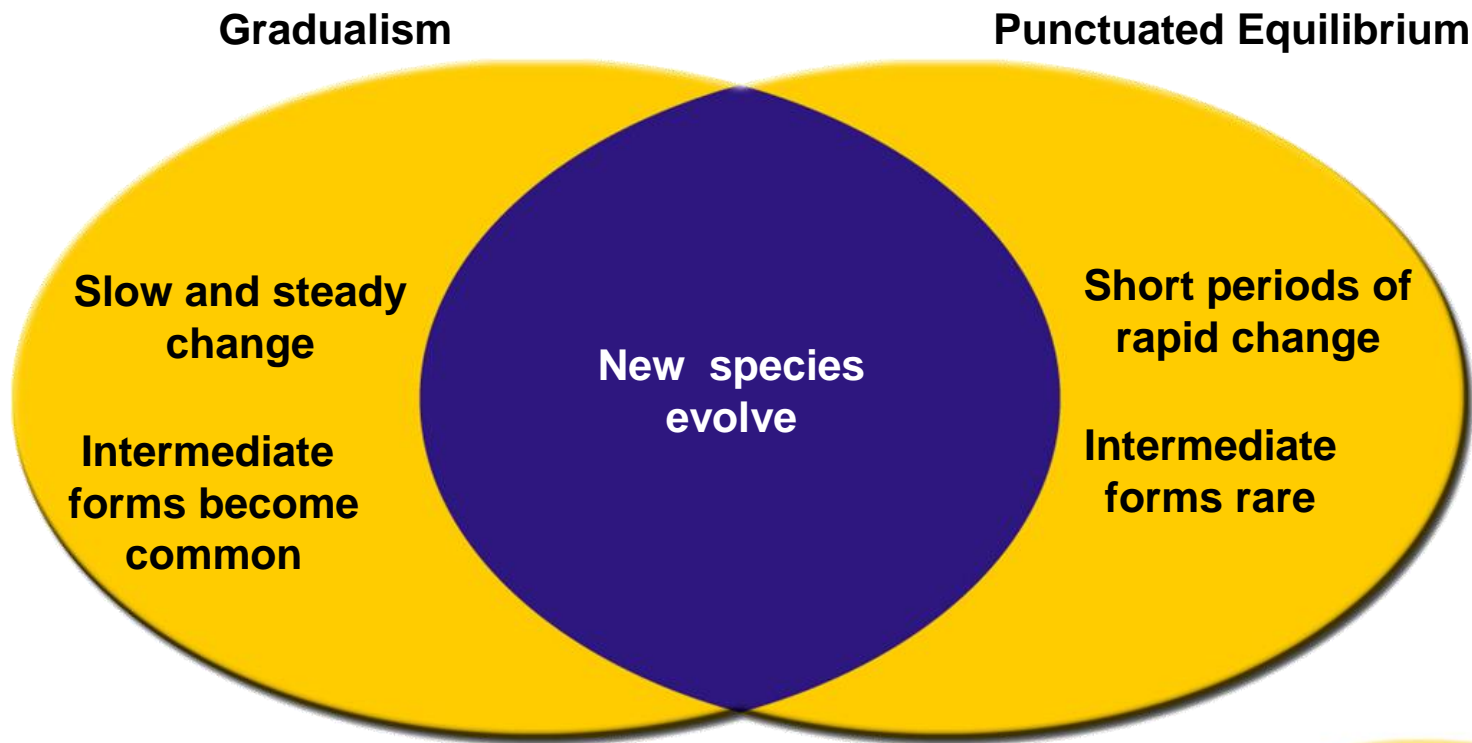 Gradualism
Punctuated Equilibrium
Slow and steady
change
Intermediate
forms become
common
New species
evolve
Short periods of
rapid change
Intermediate
forms rare